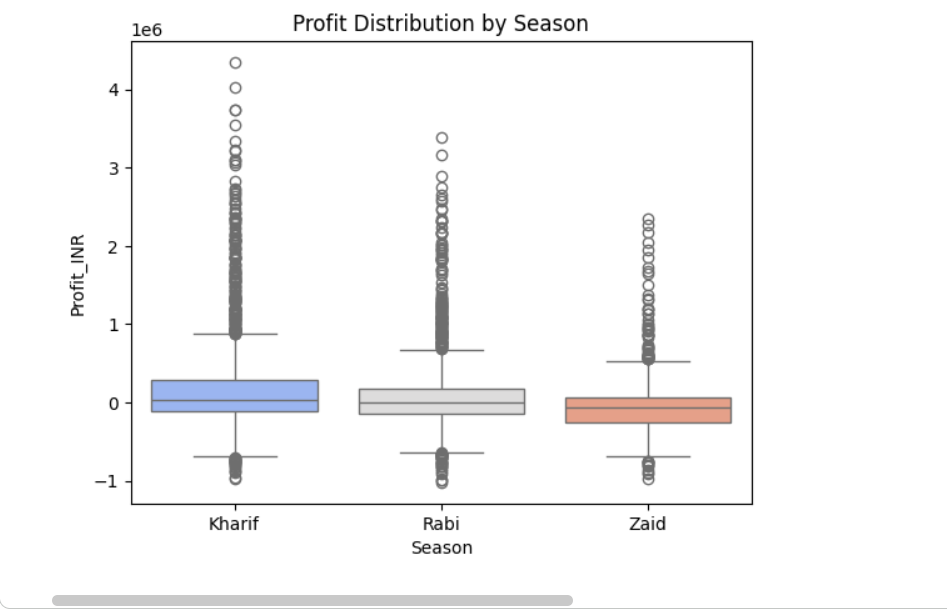 Profit Distribution by Season
1e6
4
3
2
1
0
−1
Profit_INR
Kharif
Rabi
Zaid
Season